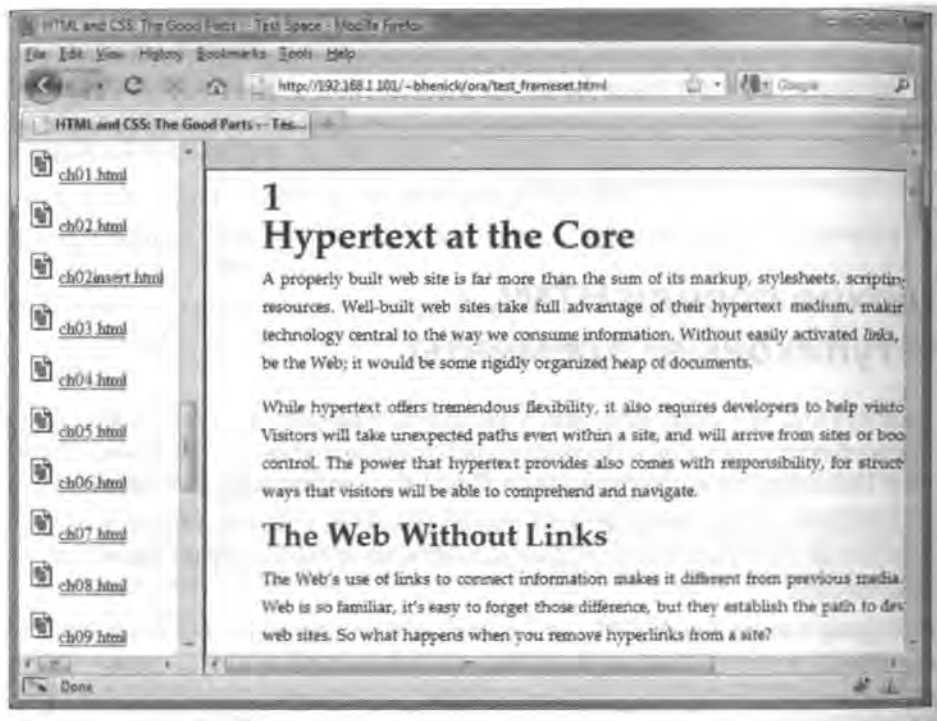 HTML and CSS: The Good Parts -- Test Space - Mozilla Firefox
File Edit View History Bookmarks Tools Help
http://192.168.1.101/~bhenick/ora/test_frameset.html
Google
HTML and CSS: The Good Parts -- Tes...
ch01.html
ch02.html
ch02insert.html
ch03.html
ch04.html
ch05.html
ch06.html
ch07.html
ch08.html
ch09.html
1
Hypertext at the Core
A properly built web site is far more than the sum of its markup, stylesheets, scripting
resources. Well-built web sites take full advantage of their hypertext medium, makin
technology central to the way we consume information. Without easily activated links,
be the Web; it would be some rigidly organized heap of documents.
While hypertext offers tremendous flexibility, it also requires developers to help visito
Visitors will take unexpected paths even within a site, and will arrive from sites or boo
control. The power that hypertext provides also comes with responsibility, for struct
ways that visitors will be able to comprehend and navigate.
The Web Without Links
The Web's use of links to connect information makes it different from previous media.
Web is so familiar, it's easy to forget those difference, but they establish the path to dev
web sites. So what happens when you remove hyperlinks from a site?
Done